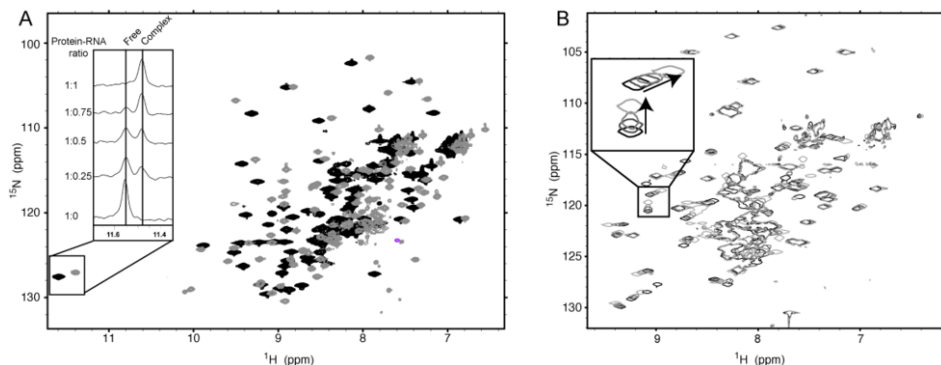 A
B
Protein-RNA
ratio
Free
Complex
1:1
1:0.75
1:0.5
1:0.25
1:0
11.6
11.4
100
110
120
130
¹⁵N (ppm)
11
10
9
8
7
¹H (ppm)
105
110
115
120
125
130
¹⁵N (ppm)
9
8
7
¹H (ppm)